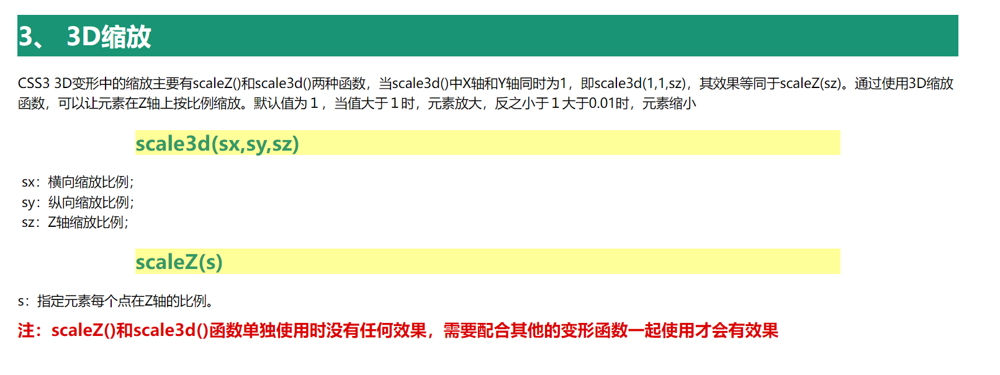 3、 3D缩放
CSS3 3D变形中的缩放主要有scaleZ()和scale3d()两种函数，当scale3d()中X轴和Y轴同时为1，即scale3d(1,1,sz)，其效果等同于scaleZ(sz)。通过使用3D缩放
函数，可以让元素在Z轴上按比例缩放。默认值为１，当值大于１时，元素放大，反之小于１大于0.01时，元素缩小
scale3d(sx,sy,sz)
sx：横向缩放比例；
sy：纵向缩放比例；
sz：Z轴缩放比例；
scaleZ(s)
s：指定元素每个点在Z轴的比例。
注：scaleZ()和scale3d()函数单独使用时没有任何效果，需要配合其他的变形函数一起使用才会有效果